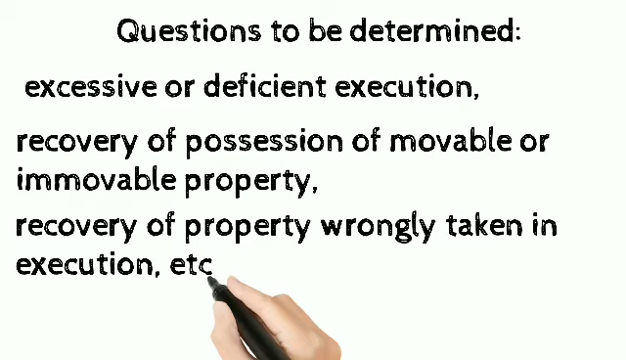 Questions to be determined:
excessive or deficient execution,
recovery of possession of movable or
immovable property,
recovery of property wrongly taken in
execution, etc